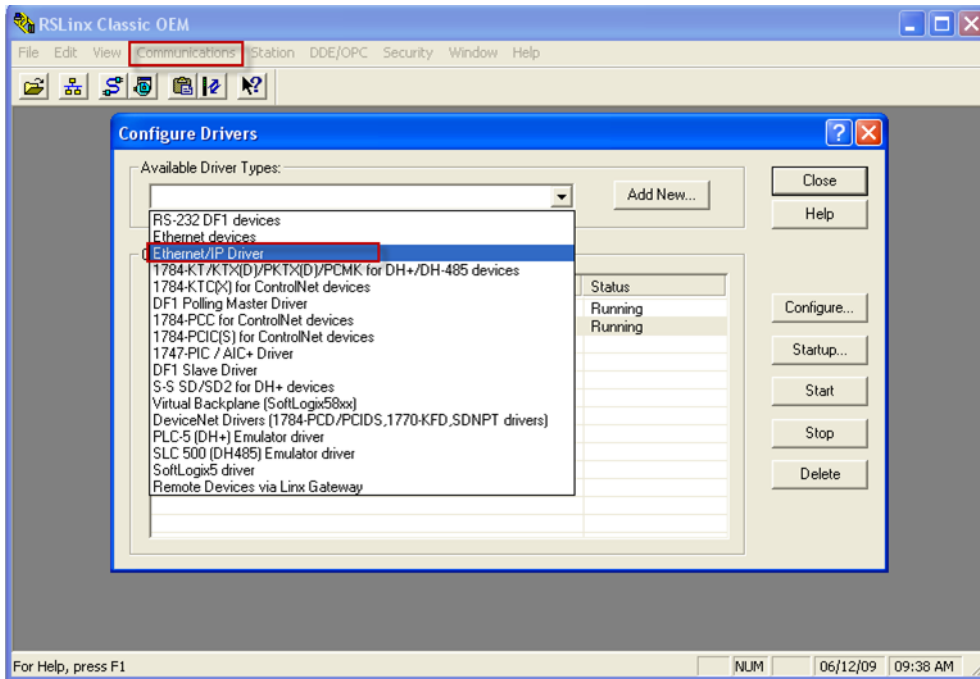 RSLinx Classic OEM
File Edit View Communications Station DDE/OPC Security Window Help
Configure Drivers
Available Driver Types:
Close
Add New...
Help
RS-232 DF1 devices
Ethernet devices
Ethernet/IP Driver
1784-KT/KTX(D)/PKTX(D)/PCMK for DH+/DH-485 devices
1784-KTC(X) for ControlNet devices
Status
DF1 Polling Master Driver
Running
Configure...
1784-PCC for ControlNet devices
Running
1784-PCIC(S) for ControlNet devices
1747-PIC / AIC+ Driver
Startup...
DF1 Slave Driver
S-S SD/SD2 for DH+ devices
Start
Virtual Backplane (SoftLogix58xx)
DeviceNet Drivers (1784-PCD/PCIDS,1770-KFD,SDNPT drivers)
PLC-5 (DH+) Emulator driver
Stop
SLC 500 (DH485) Emulator driver
SoftLogix5 driver
Delete
Remote Devices via Linx Gateway
For Help, press F1
NUM
06/12/09
09:38 AM